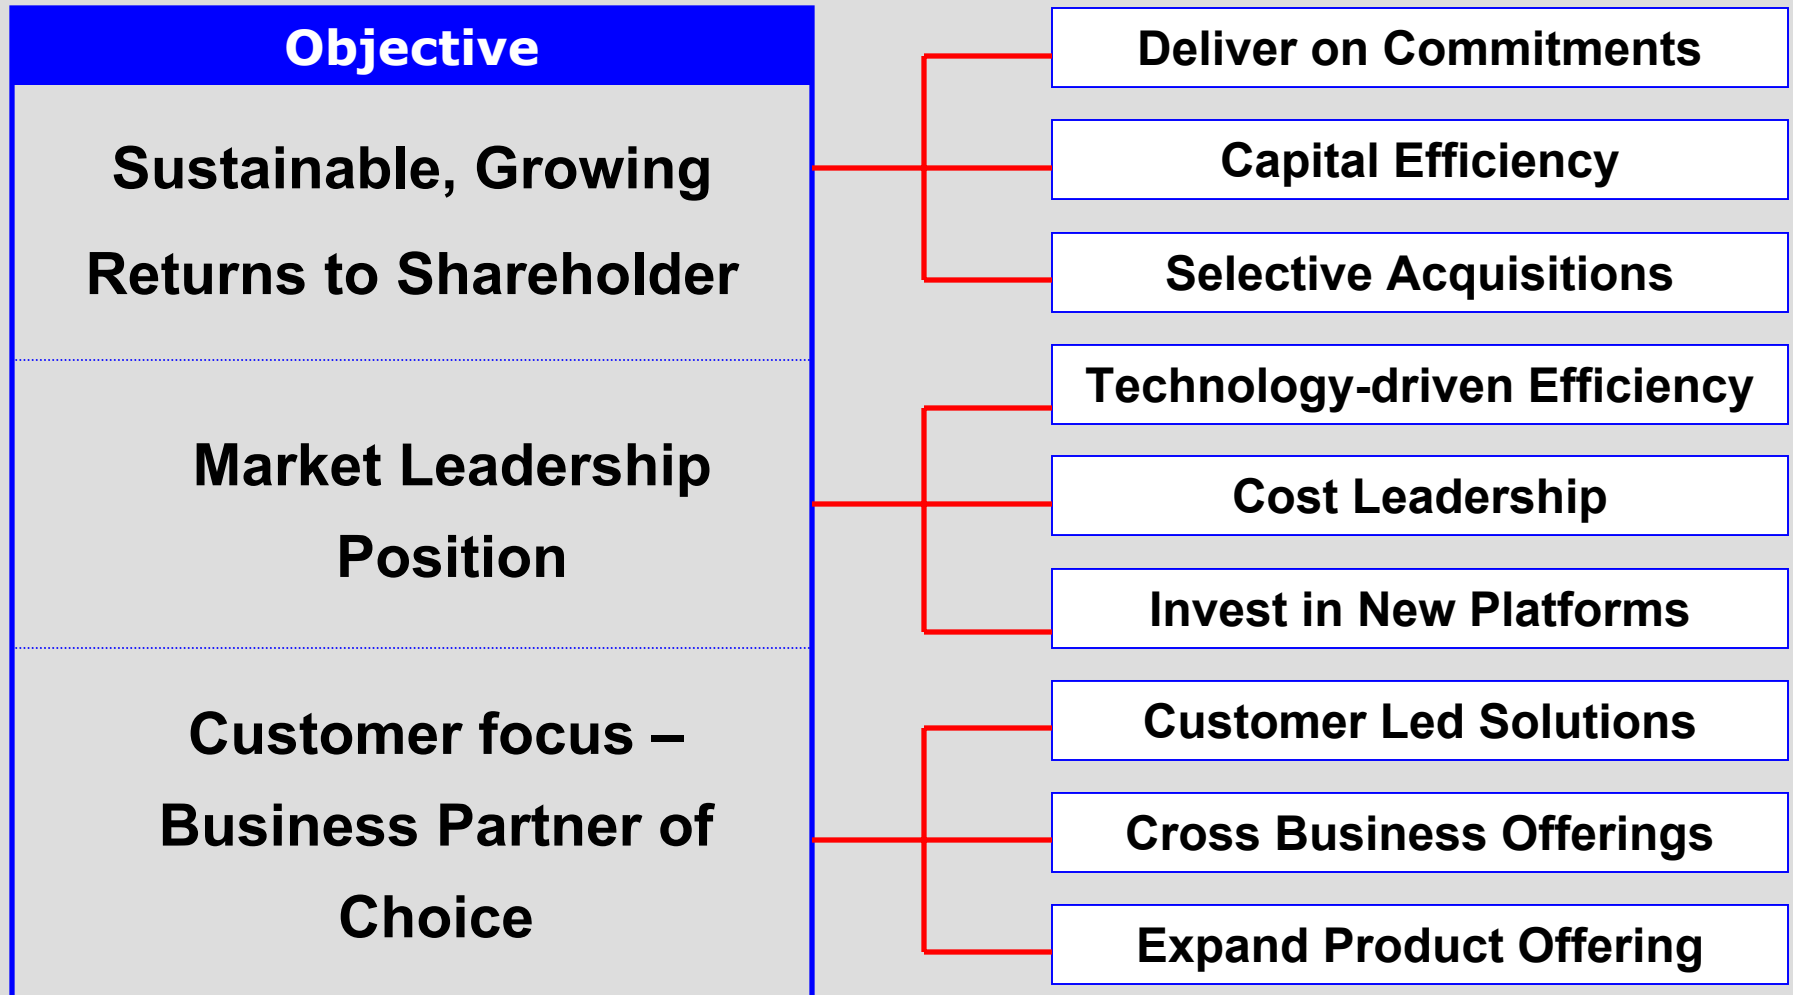 Objective
Sustainable, Growing
Returns to Shareholder
Deliver on Commitments
Capital Efficiency
Selective Acquisitions
Market Leadership
Position
Technology-driven Efficiency
Cost Leadership
Invest in New Platforms
Customer focus –
Business Partner of
Choice
Customer Led Solutions
Cross Business Offerings
Expand Product Offering